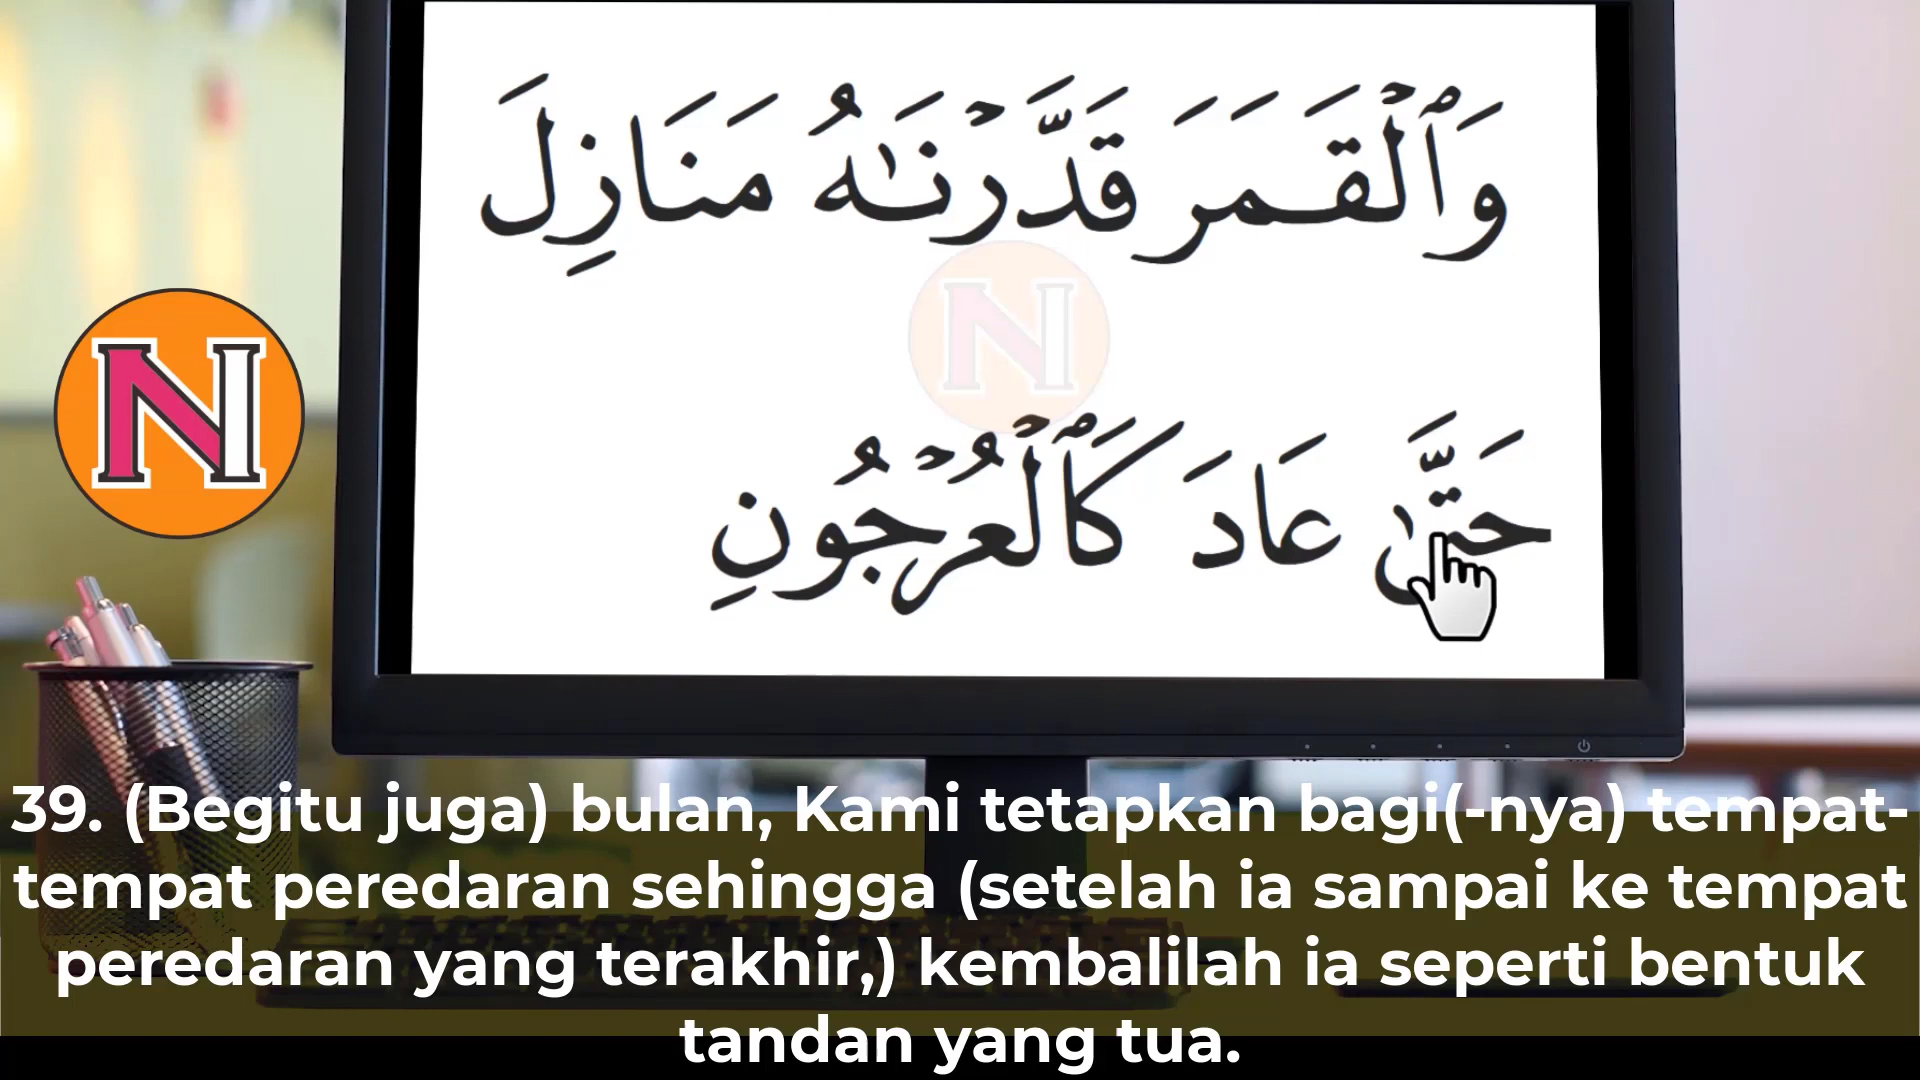 وَٱلۡقَمَرَ قَدَّرۡنَٰهُ مَنَازِلَ
حَتَّىٰ عَادَ كَٱلۡعُرۡجُونِ
N
N
39. (Begitu juga) bulan, Kami tetapkan bagi(-nya) tempat-
tempat peredaran sehingga (setelah ia sampai ke tempat
peredaran yang terakhir,) kembalilah ia seperti bentuk
tandan yang tua.